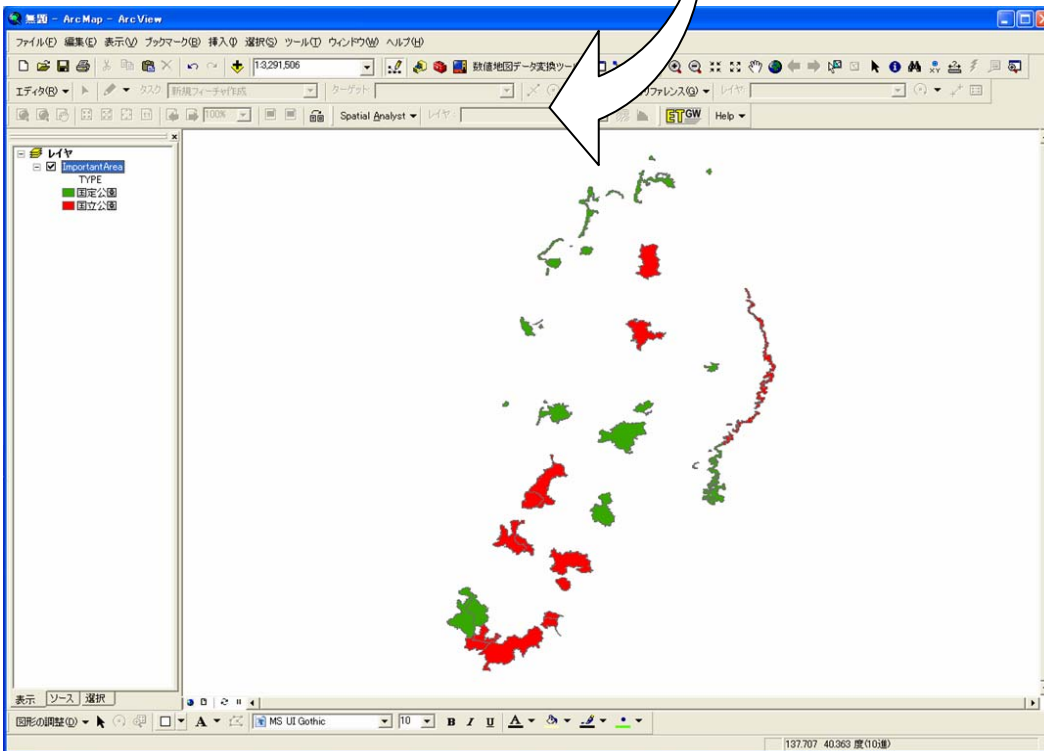 無題 - ArcMap - ArcView
ファイル(F) 編集(E) 表示(V) ブックマーク(B) 挿入(I) 選択(S) ツール(T) ウィンドウ(W) ヘルプ(H)
1:3,291,506 数値地図データ変換ツー
エディタ(R) タスク 新規フィーチャ作成 ターゲット ファレンス(G) レイヤ:
100% Spatial Analyst レイヤ: ET GW Help
レイヤ
ImportantArea
TYPE
国定公園
国立公園
表示 ソース 選択
図形の調整(D) A MS UI Gothic 10 B I U A
137.707 40.363 度(10進)